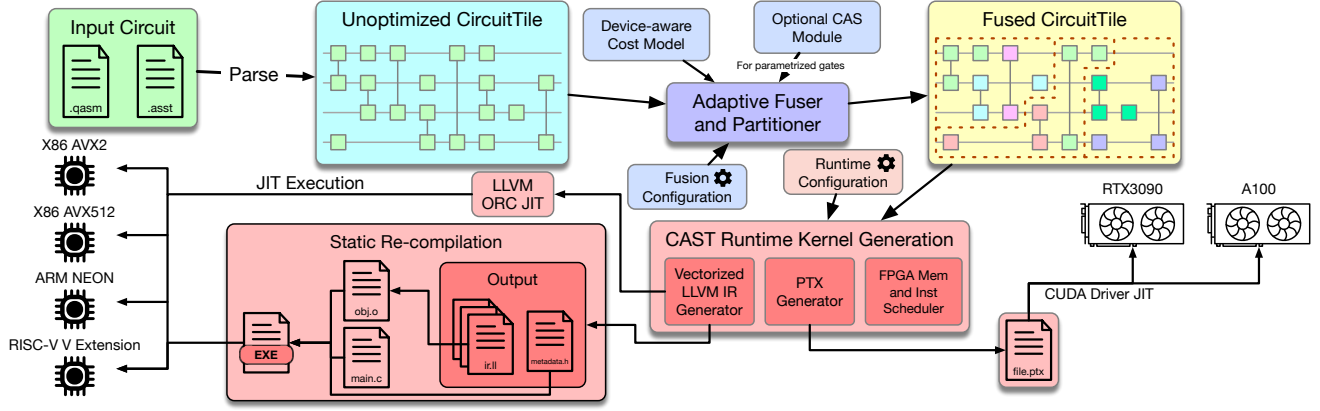 Input Circuit
.qasm
.asst
Parse
Unoptimized CircuitTile
Device-aware
Cost Model
Optional CAS
Module
For parametrized gates
Adaptive Fuser
and Partitioner
Fusion
Configuration
Runtime
Configuration
Fused CircuitTile
X86 AVX2
X86 AVX512
ARM NEON
RISC-V V Extension
JIT Execution
LLVM
ORC JIT
Static Re-compilation
Output
obj.o
main.c
EXE
ir.ll
metadata.h
CAST Runtime Kernel Generation
Vectorized
LLVM IR
Generator
PTX
Generator
FPGA Mem
and Inst
Scheduler
RTX3090
A100
CUDA Driver JIT
file.ptx